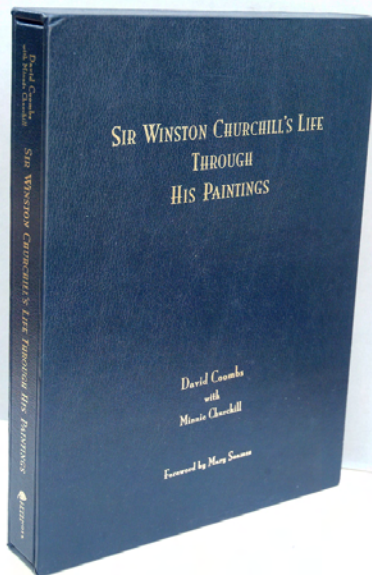 SIR WINSTON CHURCHILL'S LIFE
THROUGH
HIS PAINTINGS
David Coombs
with
Minnie Churchill
Foreword by Mary Soames
David Coombs
with Minnie Churchill
SIR WINSTON CHURCHILL'S LIFE THROUGH HIS PAINTINGS